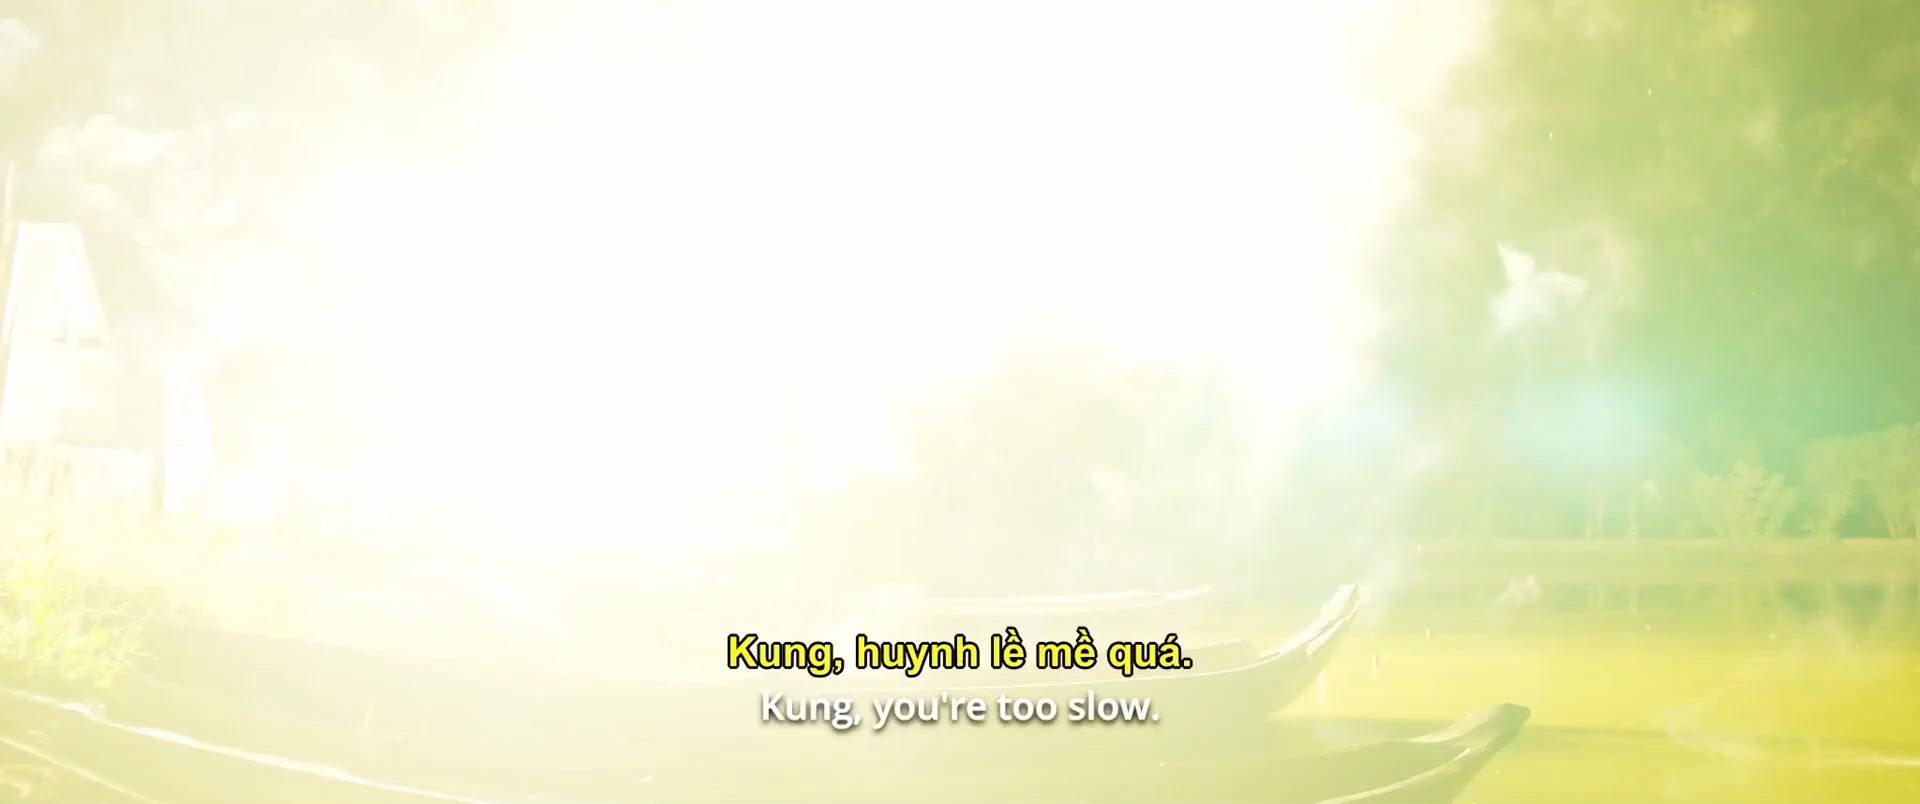 Kung, huynh lề mề quá.
Kung, you're too slow.